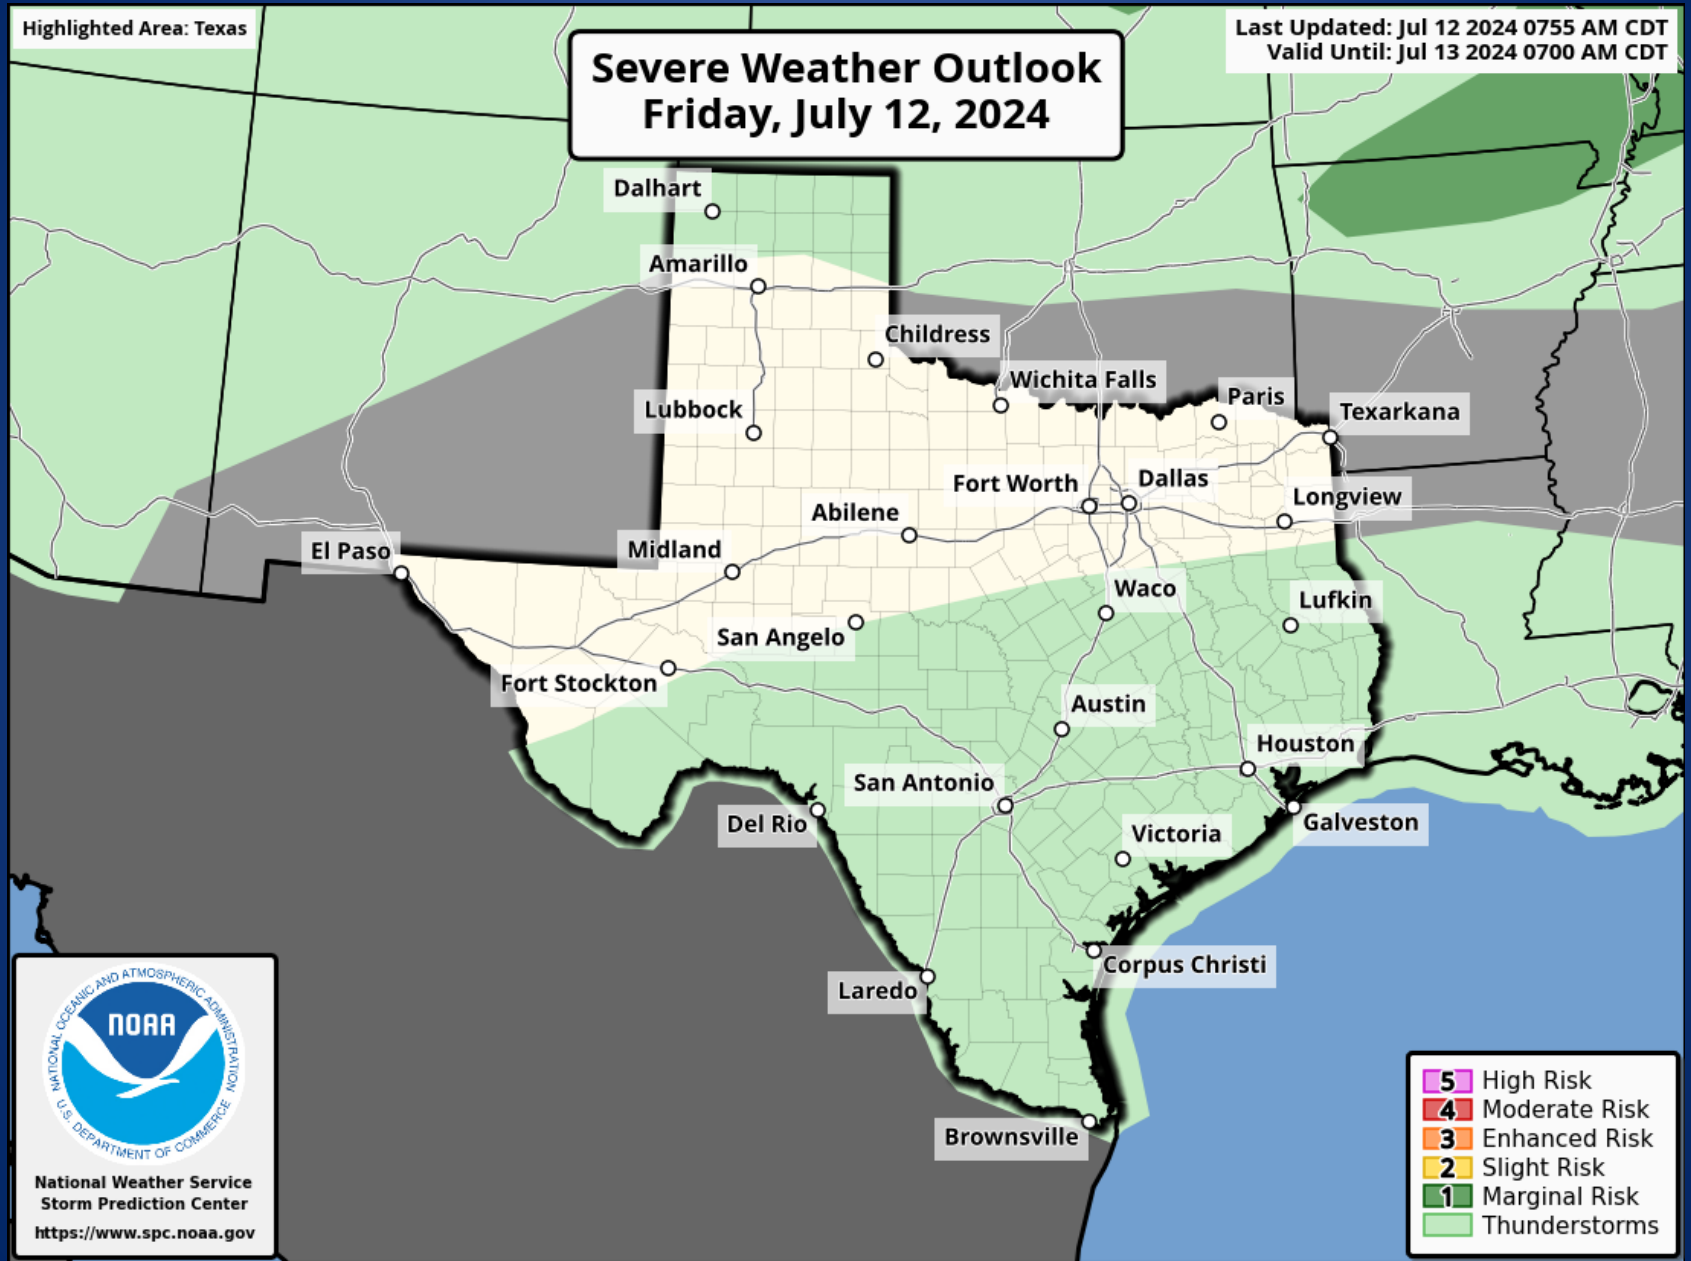 Highlighted Area: Texas
Severe Weather Outlook
Friday, July 12, 2024
Last Updated: Jul 12 2024 0755 AM CDT
Valid Until: Jul 13 2024 0700 AM CDT
Dalhart
Amarillo
Childress
Wichita Falls
Paris
Texarkana
Lubbock
Fort Worth
Dallas
Longview
Abilene
El Paso
Midland
Waco
Lufkin
San Angelo
Fort Stockton
Austin
Houston
San Antonio
Del Rio
Galveston
Victoria
Corpus Christi
Laredo
Brownsville
NATIONAL OCEANIC AND ATMOSPHERIC ADMINISTRATION
NOAA
U.S. DEPARTMENT OF COMMERCE
National Weather Service
Storm Prediction Center
https://www.spc.noaa.gov
5 High Risk
4 Moderate Risk
3 Enhanced Risk
2 Slight Risk
1 Marginal Risk
Thunderstorms